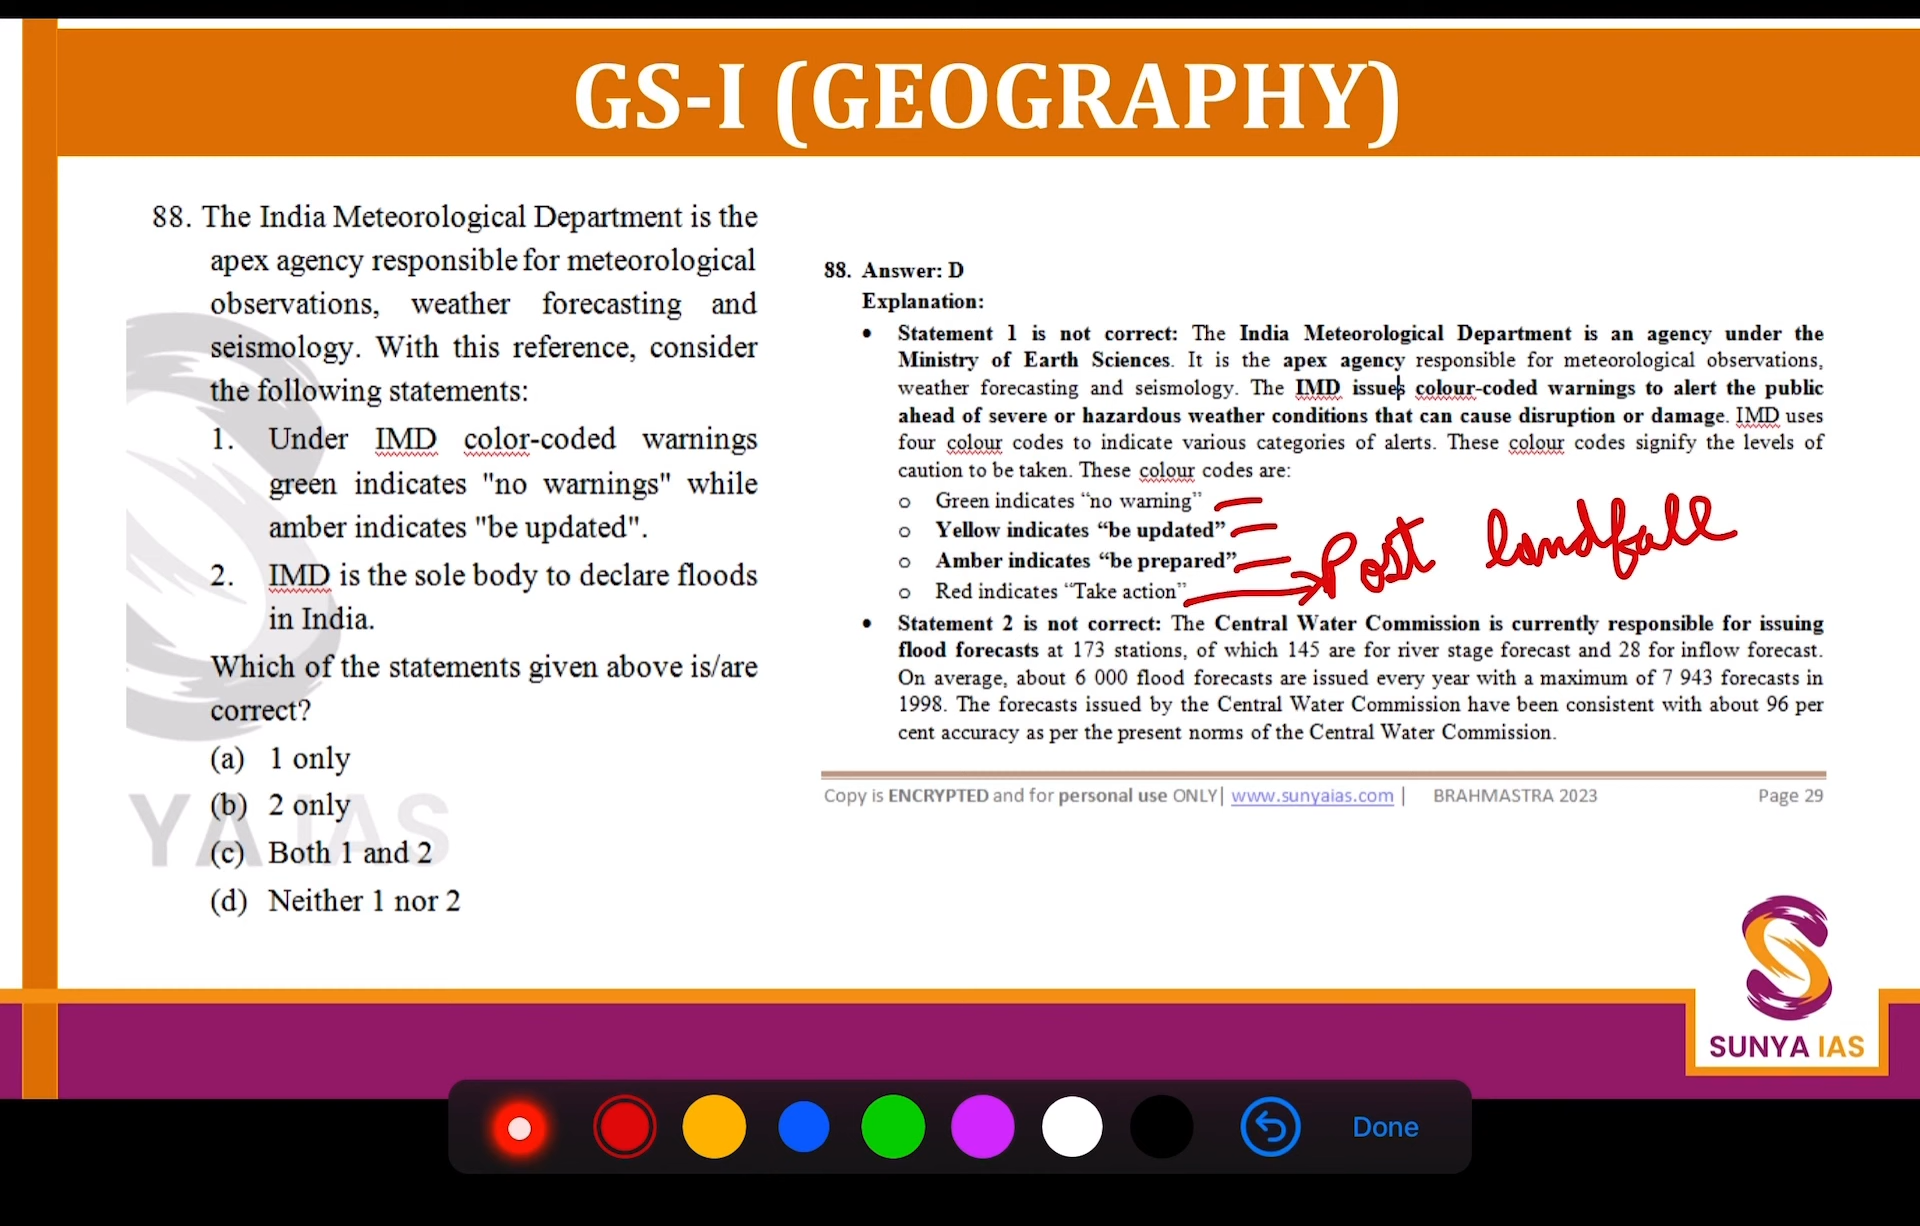 GS-I (GEOGRAPHY)
88. The India Meteorological Department is the
apex agency responsible for meteorological
observations, weather forecasting and
seismology. With this reference, consider
the following statements:
1. Under IMD color-coded warnings
green indicates "no warnings" while
amber indicates "be updated".
2. IMD is the sole body to declare floods
in India.
Which of the statements given above is/are
correct?
(a) 1 only
(b) 2 only
(c) Both 1 and 2
(d) Neither 1 nor 2
YA IAS
88. Answer: D
Explanation:
• Statement 1 is not correct: The India Meteorological Department is an agency under the
Ministry of Earth Sciences. It is the apex agency responsible for meteorological observations,
weather forecasting and seismology. The IMD issues colour-coded warnings to alert the public
ahead of severe or hazardous weather conditions that can cause disruption or damage. IMD uses
four colour codes to indicate various categories of alerts. These colour codes signify the levels of
caution to be taken. These colour codes are:
o Green indicates “no warning”
o Yellow indicates “be updated”
o Amber indicates “be prepared”
o Red indicates “Take action”
Post landfall
• Statement 2 is not correct: The Central Water Commission is currently responsible for issuing
flood forecasts at 173 stations, of which 145 are for river stage forecast and 28 for inflow forecast.
On average, about 6 000 flood forecasts are issued every year with a maximum of 7 943 forecasts in
1998. The forecasts issued by the Central Water Commission have been consistent with about 96 per
cent accuracy as per the present norms of the Central Water Commission.
Copy is ENCRYPTED and for personal use ONLY| www.sunyaias.com | BRAHMASTRA 2023 Page 29
SUNYA IAS
Done